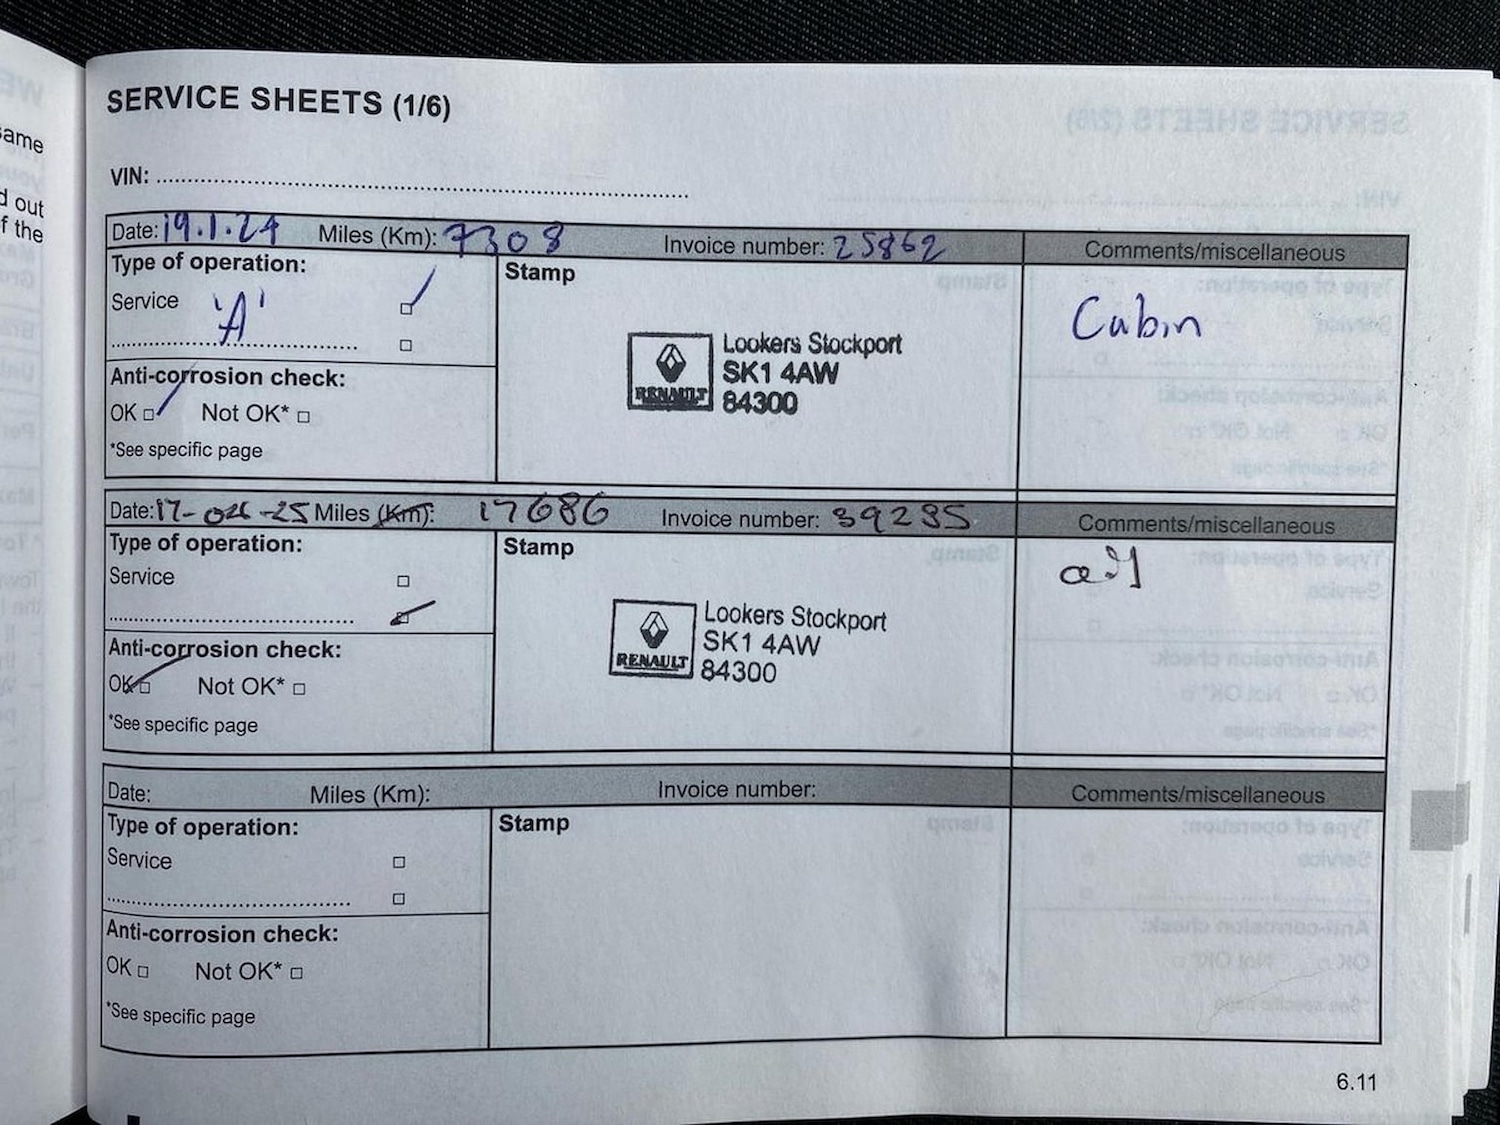 same
d out
f the
SERVICE SHEETS (1/6)
VIN:
Date: 19.1.24 Miles (Km): 7308 Invoice number: 25862 Comments/miscellaneous
Type of operation:
Stamp
Service 'A'
Cabin
Lookers Stockport
SK1 4AW
RENAULT 84300
Anti-corrosion check:
OK Not OK*
*See specific page
Date: 17- -25 Miles (Km): 17686 Invoice number: 39235 Comments/miscellaneous
Type of operation:
Stamp
Service
Lookers Stockport
SK1 4AW
RENAULT 84300
Anti-corrosion check:
OK Not OK*
*See specific page
Date: Miles (Km): Invoice number: Comments/miscellaneous
Type of operation:
Stamp
Service
Anti-corrosion check:
OK Not OK*
*See specific page
6.11